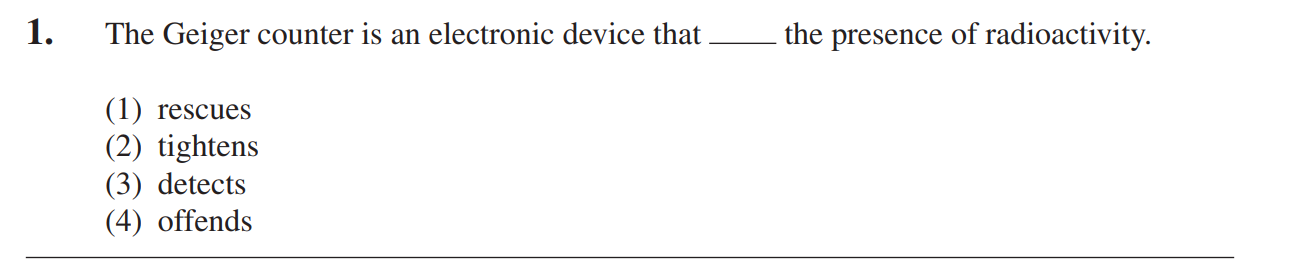 1. The Geiger counter is an electronic device that ____ the presence of radioactivity.
(1) rescues
(2) tightens
(3) detects
(4) offends